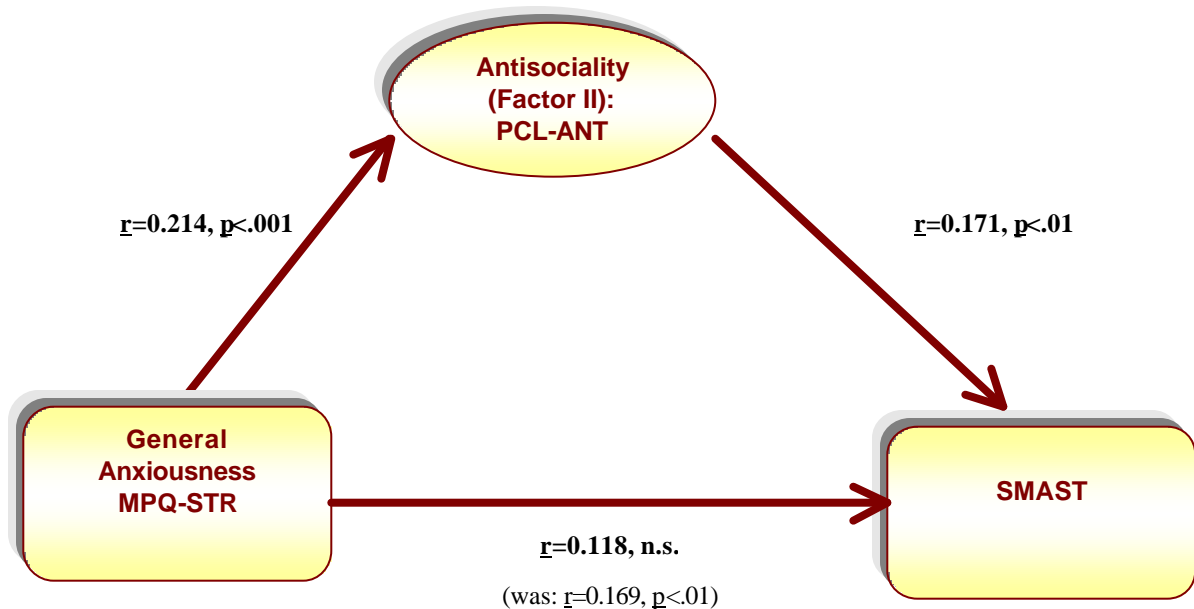 Antisociality
(Factor II):
PCL-ANT
r=0.214, p<.001
r=0.171, p<.01
General
Anxiousness
MPQ-STR
SMAST
r=0.118, n.s.
(was: r=0.169, p<.01)